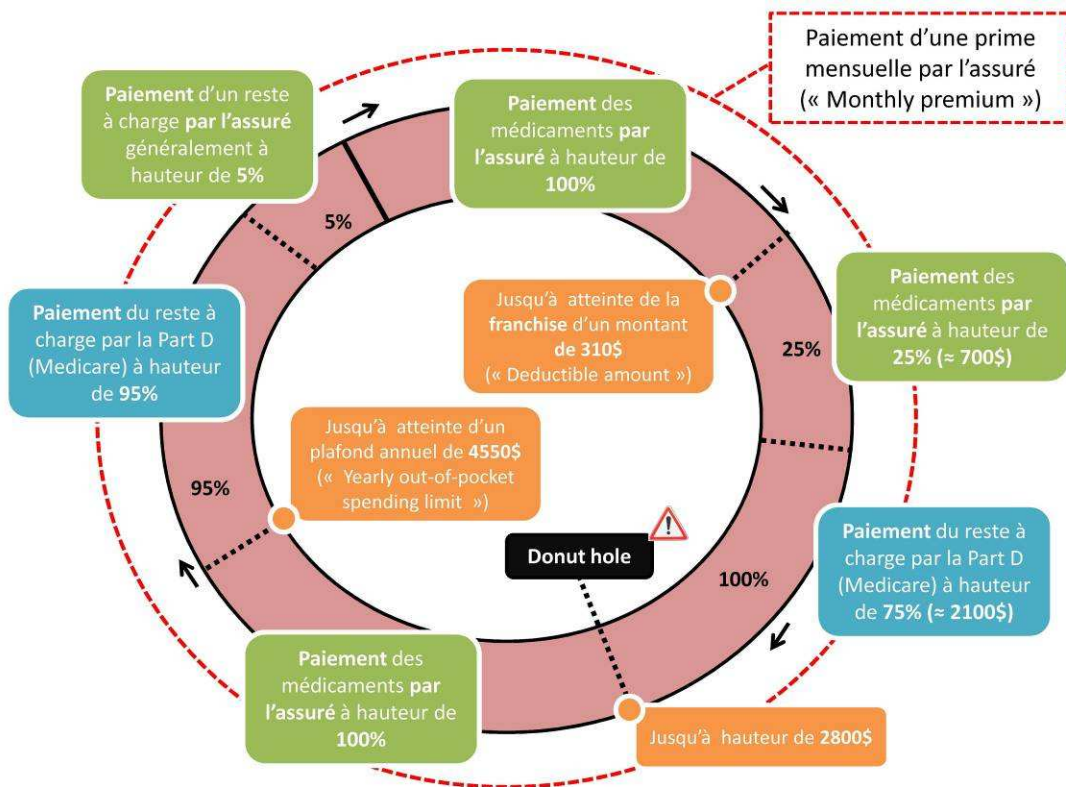 Paiement d'une prime
mensuelle par l'assuré
(« Monthly premium »)
Paiement d'un reste
à charge par l'assuré
généralement à
hauteur de 5%
Paiement des
médicaments par
l'assuré à hauteur de
100%
5%
Paiement du reste à
charge par la Part D
(Medicare) à hauteur
de 95%
Jusqu'à atteinte de la
franchise d'un montant
de 310$
(« Deductible amount »)
25%
Paiement des
médicaments par
l'assuré à hauteur de
25% (≈ 700$)
Jusqu'à atteinte d'un
plafond annuel de 4550$
(« Yearly out-of-pocket
spending limit »)
95%
Donut hole
!
100%
Paiement du reste à
charge par la Part D
(Medicare) à hauteur
de 75% (≈ 2100$)
Paiement des
médicaments par
l'assuré à hauteur de
100%
Jusqu'à hauteur de 2800$